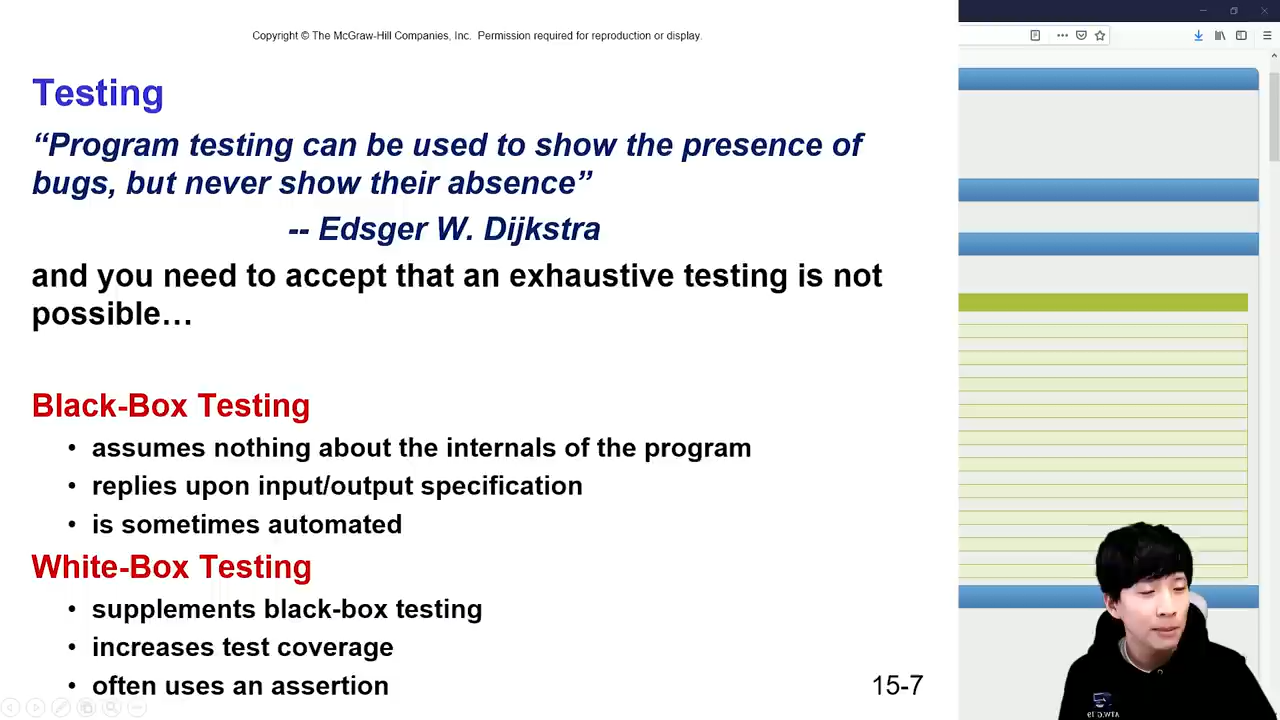 Copyright © The McGraw-Hill Companies, Inc. Permission required for reproduction or display.
Testing
“Program testing can be used to show the presence of
bugs, but never show their absence”
-- Edsger W. Dijkstra
and you need to accept that an exhaustive testing is not
possible…
Black-Box Testing
• assumes nothing about the internals of the program
• replies upon input/output specification
• is sometimes automated
White-Box Testing
• supplements black-box testing
• increases test coverage
• often uses an assertion
15-7